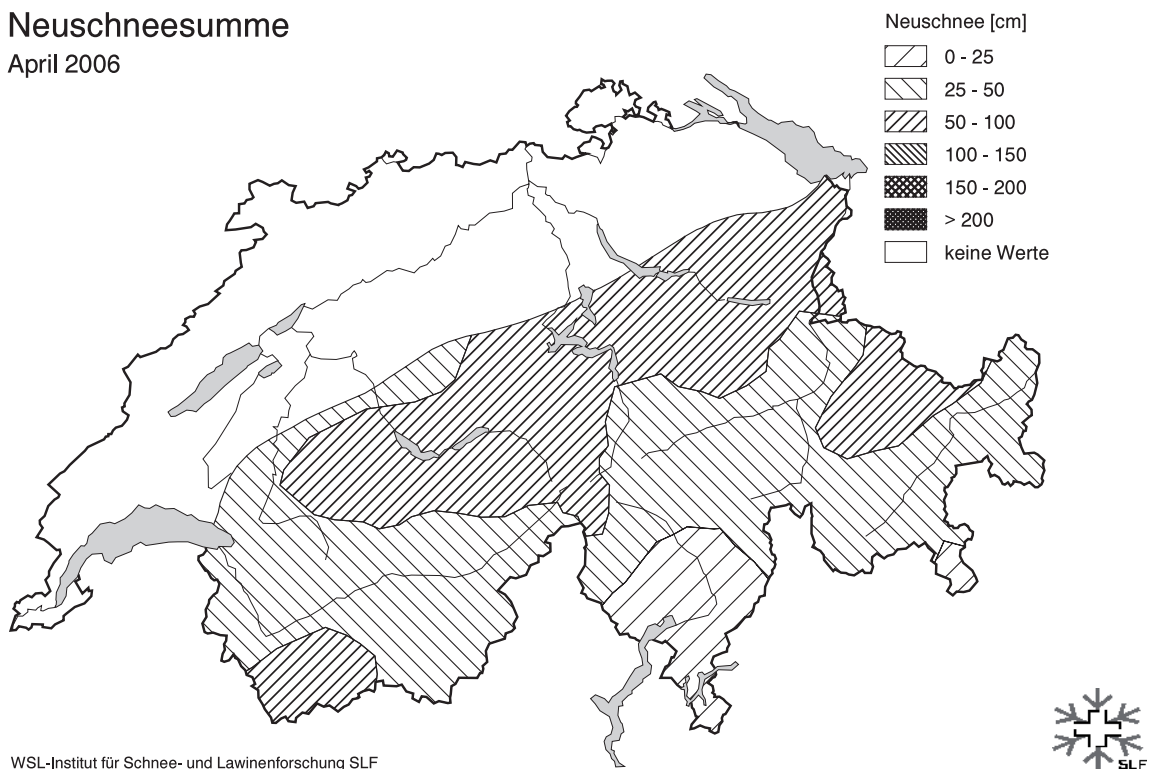 Neuschneesumme
April 2006
Neuschnee [cm]
0 - 25
25 - 50
50 - 100
100 - 150
150 - 200
> 200
keine Werte
WSL-Institut für Schnee- und Lawinenforschung SLF
SLF